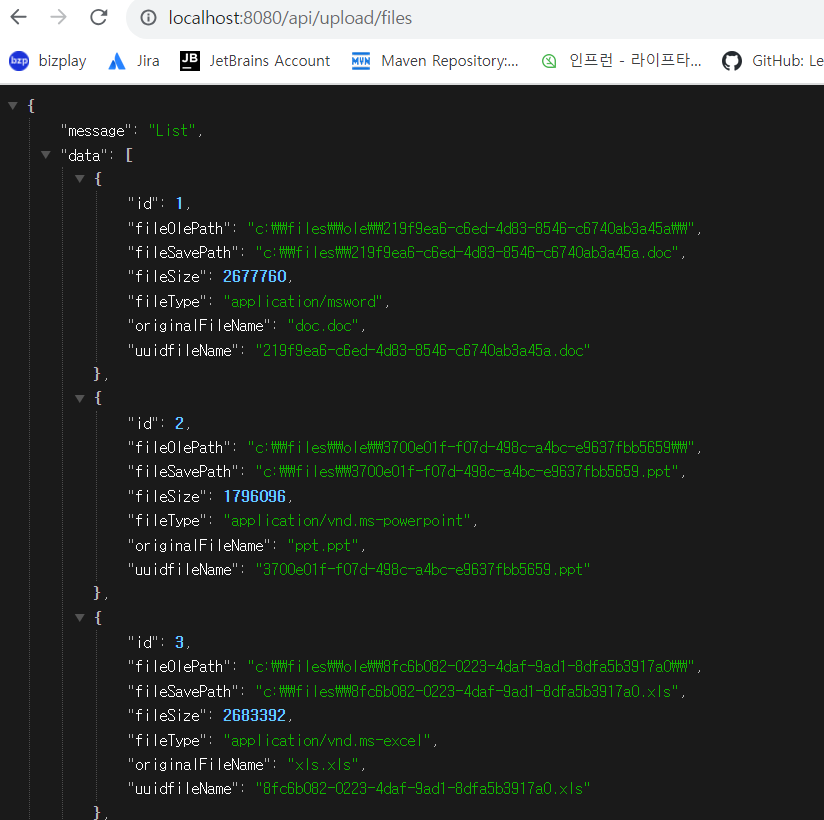 localhost:8080/api/upload/files
bzp bizplay Jira JB JetBrains Account MVN Maven Repository:... 인프런 - 라이프타... GitHub: Le
{
"message": "List",
"data": [
{
"id": 1,
"fileOlePath": "c:₩₩files₩₩ole₩₩219f9ea6-c6ed-4d83-8546-c6740ab3a45a₩₩",
"fileSavePath": "c:₩₩files₩₩219f9ea6-c6ed-4d83-8546-c6740ab3a45a.doc",
"fileSize": 2677760,
"fileType": "application/msword",
"originalFileName": "doc.doc",
"uuidfileName": "219f9ea6-c6ed-4d83-8546-c6740ab3a45a.doc"
},
{
"id": 2,
"fileOlePath": "c:₩₩files₩₩ole₩₩3700e01f-f07d-498c-a4bc-e9637fbb5659₩₩",
"fileSavePath": "c:₩₩files₩₩3700e01f-f07d-498c-a4bc-e9637fbb5659.ppt",
"fileSize": 1796096,
"fileType": "application/vnd.ms-powerpoint",
"originalFileName": "ppt.ppt",
"uuidfileName": "3700e01f-f07d-498c-a4bc-e9637fbb5659.ppt"
},
{
"id": 3,
"fileOlePath": "c:₩₩files₩₩ole₩₩8fc6b082-0223-4daf-9ad1-8dfa5b3917a0₩₩",
"fileSavePath": "c:₩₩files₩₩8fc6b082-0223-4daf-9ad1-8dfa5b3917a0.xls",
"fileSize": 2683392,
"fileType": "application/vnd.ms-excel",
"originalFileName": "xls.xls",
"uuidfileName": "8fc6b082-0223-4daf-9ad1-8dfa5b3917a0.xls"
},